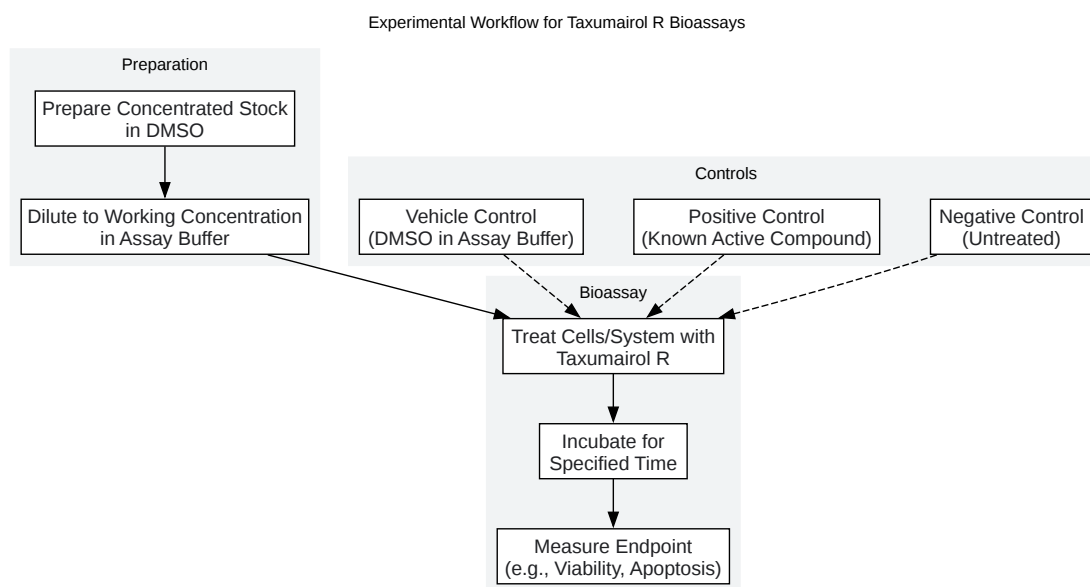 Experimental Workflow for Taxumairol R Bioassays
Preparation
Prepare Concentrated Stock
in DMSO
Dilute to Working Concentration
in Assay Buffer
Controls
Vehicle Control
(DMSO in Assay Buffer)
Positive Control
(Known Active Compound)
Negative Control
(Untreated)
Bioassay
Treat Cells/System with
Taxumairol R
Incubate for
Specified Time
Measure Endpoint
(e.g., Viability, Apoptosis)